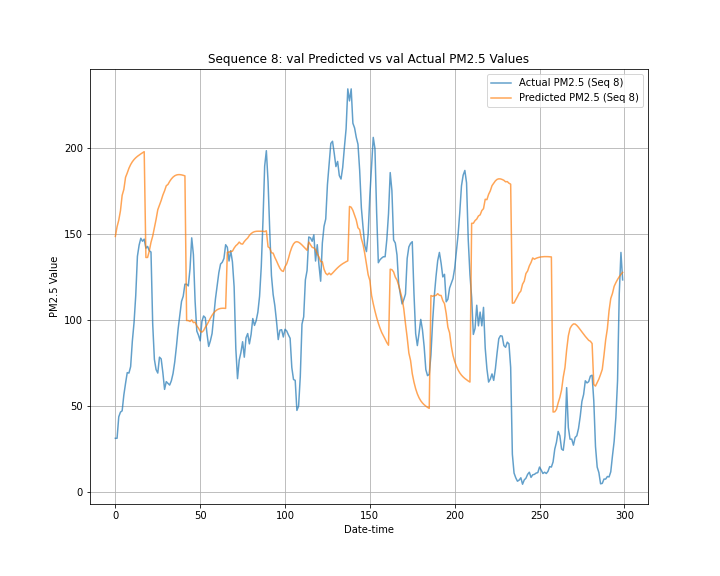 Sequence 8: val Predicted vs val Actual PM2.5 Values
Actual PM2.5 (Seq 8)
Predicted PM2.5 (Seq 8)
200
150
100
50
0
PM2.5 Value
0 50 100 150 200 250 300
Date-time